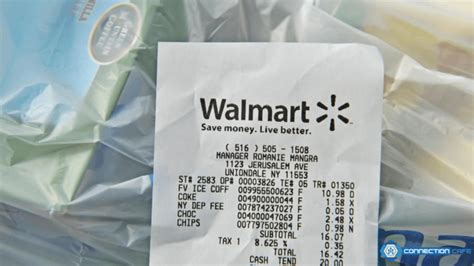 Walmart
Save money. Live better.
( 516 ) 505 - 1508
MANAGER ROMANIE MANGRA
1123 JERUSALEM AVE
UNIONDALE NY 11553
ST# 2583 OP# 00003826 TE# 05 TR# 01350
FV ICE COFF 009955500623 F 10.98 O
COKE 004900000044 F 1.58 X
NY DEP FEE 007874237027 F 0.05 O
CHOC 004000047069 F 2.48 X
CHIPS 007797502802 F 0.98 D
SUBTOTAL 16.07
TAX 1 8.625 % 0.35
TOTAL 16.42
CASH TEND 20.00
CONNECTION CAFE